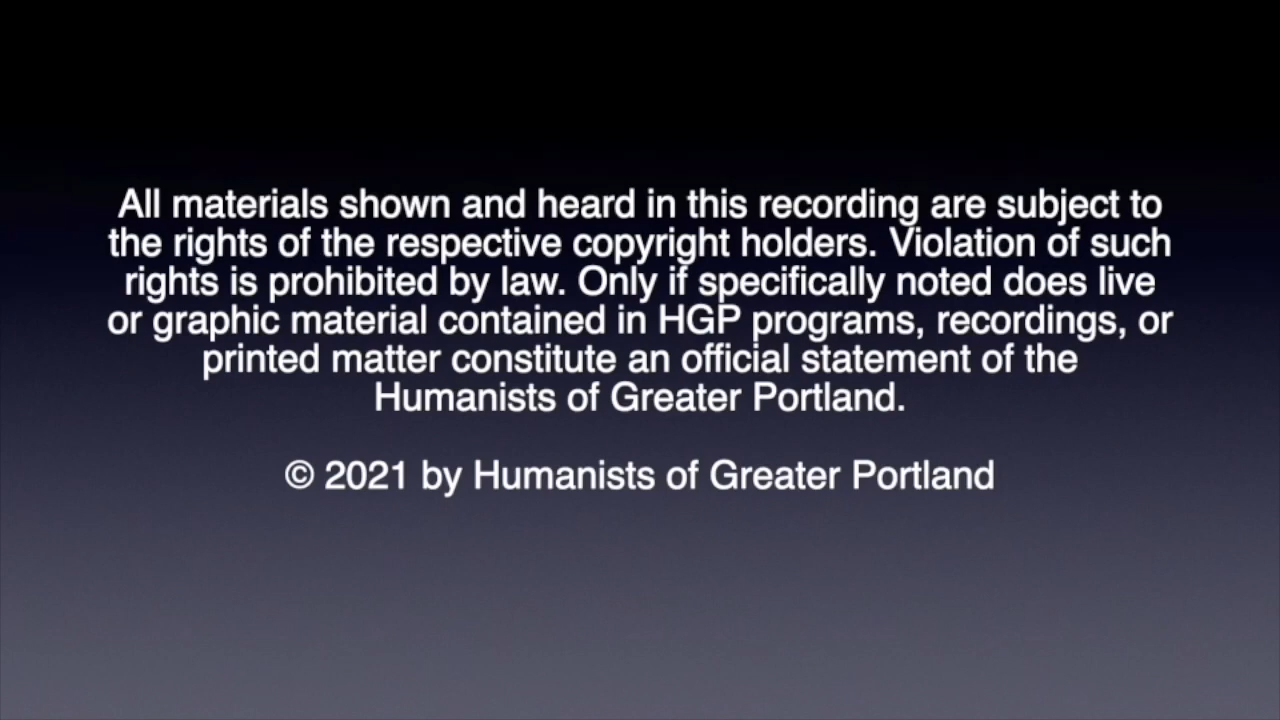 All materials shown and heard in this recording are subject to
the rights of the respective copyright holders. Violation of such
rights is prohibited by law. Only if specifically noted does live
or graphic material contained in HGP programs, recordings, or
printed matter constitute an official statement of the
Humanists of Greater Portland.
© 2021 by Humanists of Greater Portland